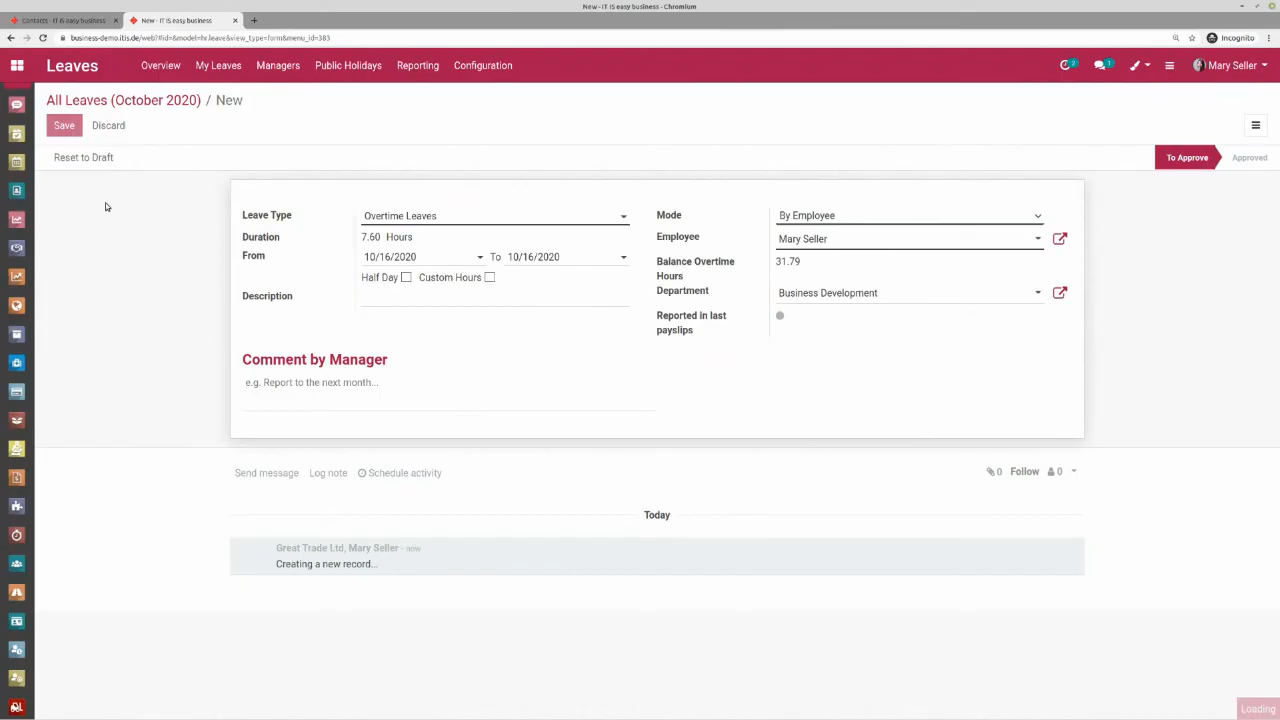 New - IT IS easy business - Chromium
Contacts - IT IS easy business
New - IT IS easy business
business-demo.itis.de/web?#id=&model=hr.leave&view_type=form&menu_id=383
Incognito
Leaves Overview My Leaves Managers Public Holidays Reporting Configuration 2 1 Mary Seller
All Leaves (October 2020) / New
Save Discard
Reset to Draft
To Approve Approved
Leave Type Overtime Leaves
Duration 7.60 Hours
From 10/16/2020 To 10/16/2020
Half Day Custom Hours
Description
Mode By Employee
Employee Mary Seller
Balance Overtime 31.79
Hours
Department Business Development
Reported in last
payslips
Comment by Manager
e.g. Report to the next month...
Send message Log note Schedule activity 0 Follow 0
Today
Great Trade Ltd, Mary Seller - now
Creating a new record...
Loading